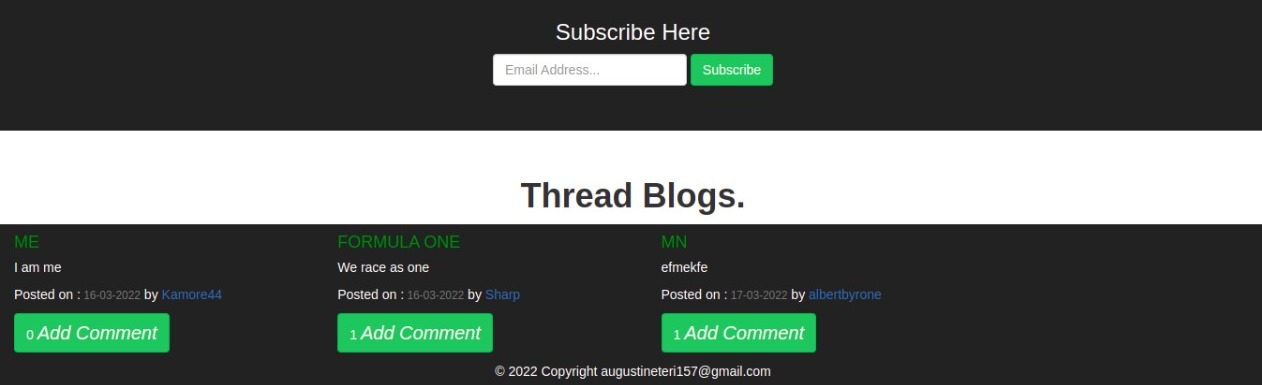 Subscribe Here
Email Address... Subscribe
Thread Blogs.
ME
I am me
Posted on : 16-03-2022 by Kamore44
0 Add Comment
FORMULA ONE
We race as one
Posted on : 16-03-2022 by Sharp
1 Add Comment
MN
efmekfe
Posted on : 17-03-2022 by albertbyrone
1 Add Comment
© 2022 Copyright augustineteri157@gmail.com